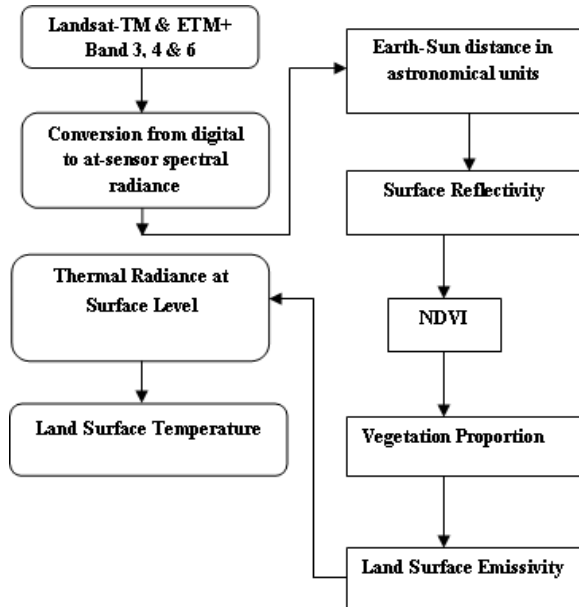 Landsat-TM & ETM+
Band 3, 4 & 6
Conversion from digital
to at-sensor spectral
radiance
Earth-Sun distance in
astronomical units
Surface Reflectivity
NDVI
Vegetation Proportion
Land Surface Emissivity
Thermal Radiance at
Surface Level
Land Surface Temperature